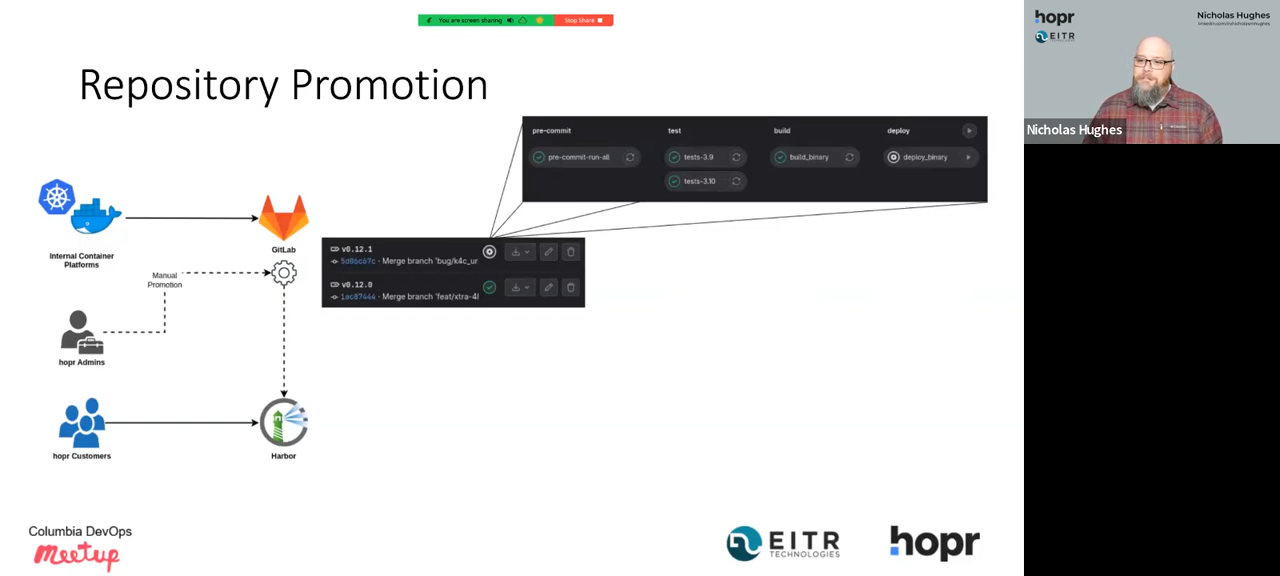 You are screen sharing
Stop Share
hopr
EITR
Nicholas Hughes
Nicholas Hughes
Repository Promotion
pre-commit
test
build
deploy
pre-commit-run-all
tests-3.9
build_binary
deploy_binary
tests-3.10
Internal Container
Platforms
GitLab
Manual
Promotion
hopr Admins
hopr Customers
Harbor
v0.12.1
5d86c67c · Merge branch 'bug/k4c_ur
v0.12.0
1ac87444 · Merge branch 'feat/xtra-4l
Columbia DevOps
Meetup
EITR
TECHNOLOGIES
hopr